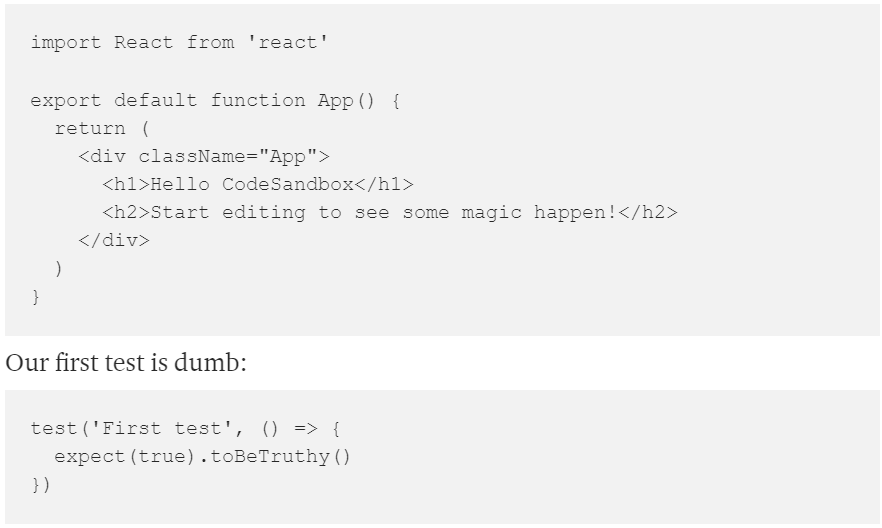 import React from 'react'
export default function App() {
return (
<div className="App">
<h1>Hello CodeSandbox</h1>
<h2>Start editing to see some magic happen!</h2>
</div>
)
}
Our first test is dumb:
test('First test', () => {
expect(true).toBeTruthy()
})